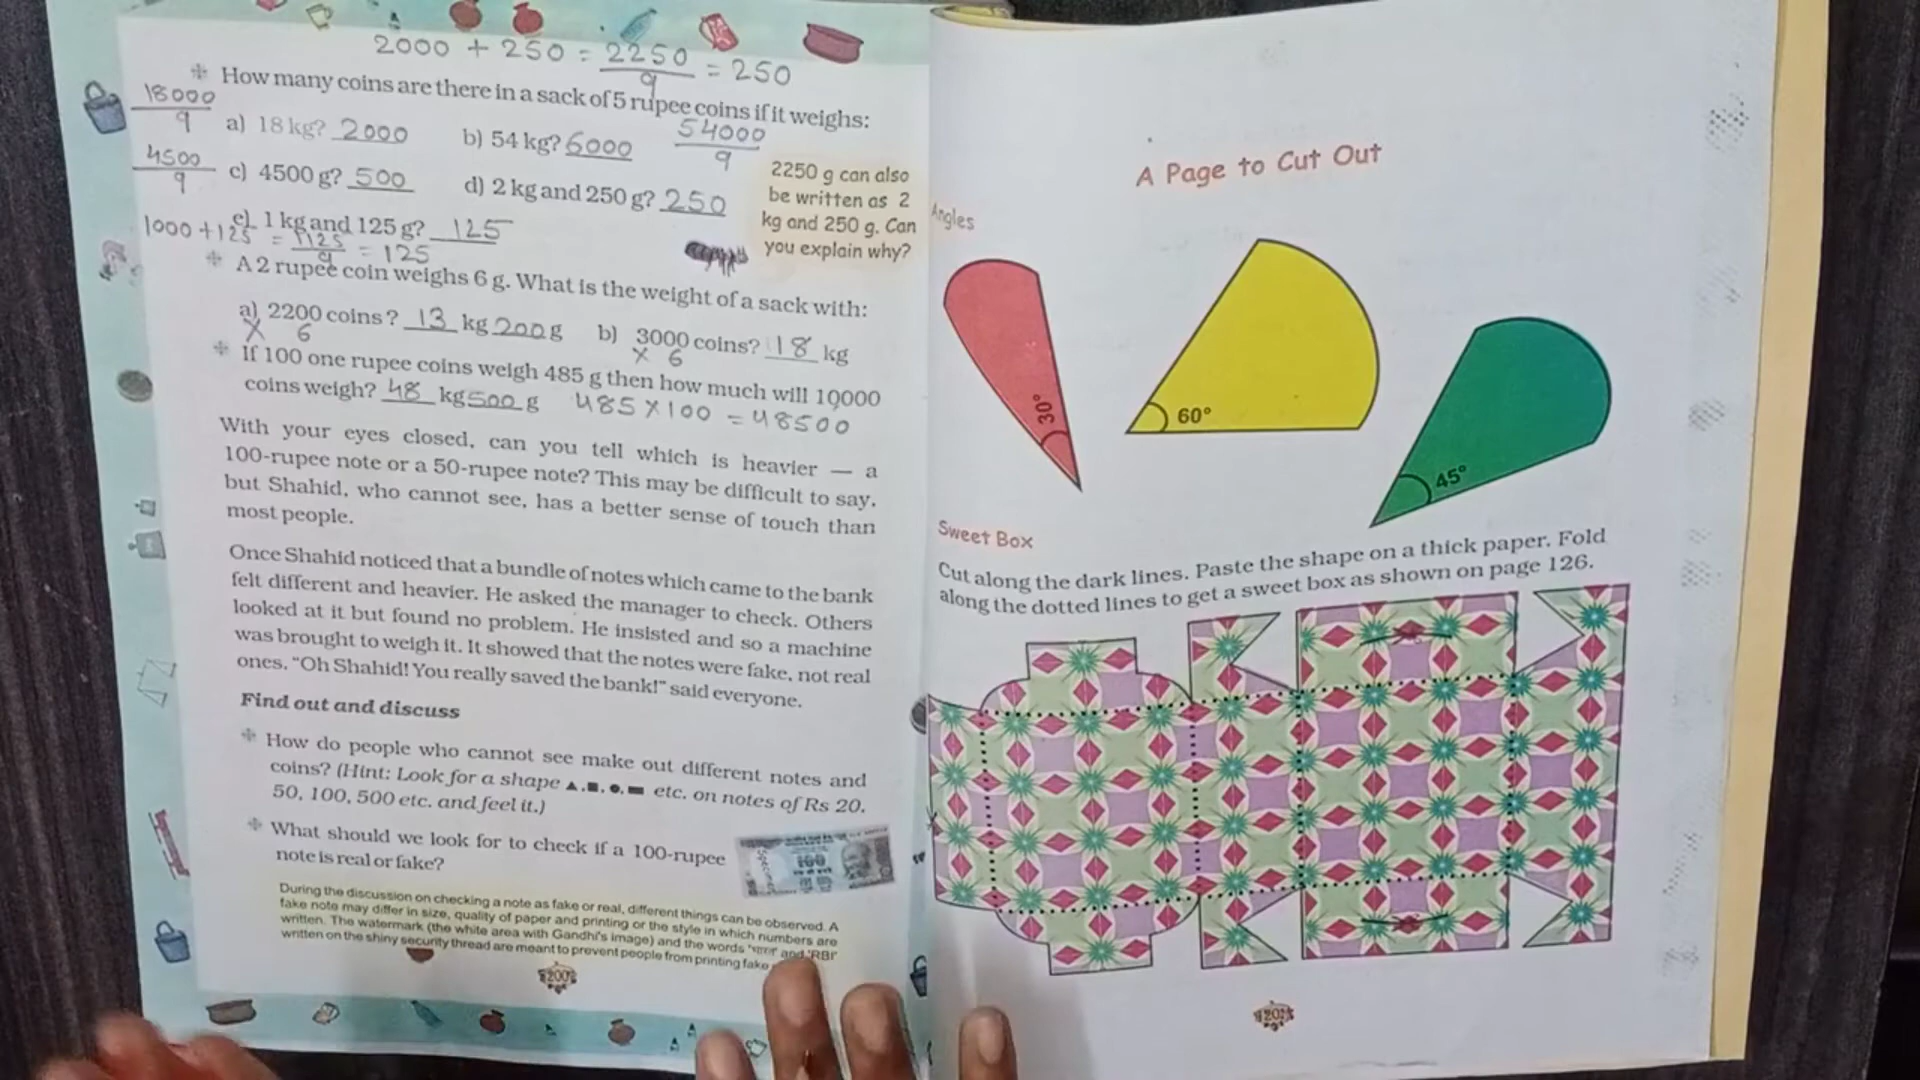 2000 + 250 = 2250/9 = 250
How many coins are there in a sack of 5 rupee coins if it weighs:
18000/9
a) 18 kg? 2000 b) 54 kg? 6000 54000/9
4500/9
c) 4500 g? 500 d) 2 kg and 250 g? 250
e) 1 kg and 125 g? 125
1000 + 125 = 1125/9 = 125
2250 g can also
be written as 2
kg and 250 g. Can
you explain why?
A 2 rupee coin weighs 6 g. What is the weight of a sack with:
a) 2200 coins? 13 kg 200 g b) 3000 coins? 18 kg
× 6 × 6
If 100 one rupee coins weigh 485 g then how much will 10000
coins weigh? 48 kg 500 g 485 × 100 = 48500
With your eyes closed, can you tell which is heavier — a
100-rupee note or a 50-rupee note? This may be difficult to say,
but Shahid, who cannot see, has a better sense of touch than
most people.
Once Shahid noticed that a bundle of notes which came to the bank
felt different and heavier. He asked the manager to check. Others
looked at it but found no problem. He insisted and so a machine
was brought to weigh it. It showed that the notes were fake, not real
ones. “Oh Shahid! You really saved the bank!” said everyone.
Find out and discuss
How do people who cannot see make out different notes and
coins? (Hint: Look for a shape ▲,■,●,▬ etc. on notes of Rs 20,
50, 100, 500 etc. and feel it.)
What should we look for to check if a 100-rupee
note is real or fake?
100
During the discussion on checking a note as fake or real, different things can be observed. A
fake note may differ in size, quality of paper and printing or the style in which numbers are
written. The watermark (the white area with Gandhi's image) and the words and 'RBI'
written on the shiny security thread are meant to prevent people from printing fake
200
A Page to Cut Out
Angles
30°
60°
45°
Sweet Box
Cut along the dark lines. Paste the shape on a thick paper. Fold
along the dotted lines to get a sweet box as shown on page 126.